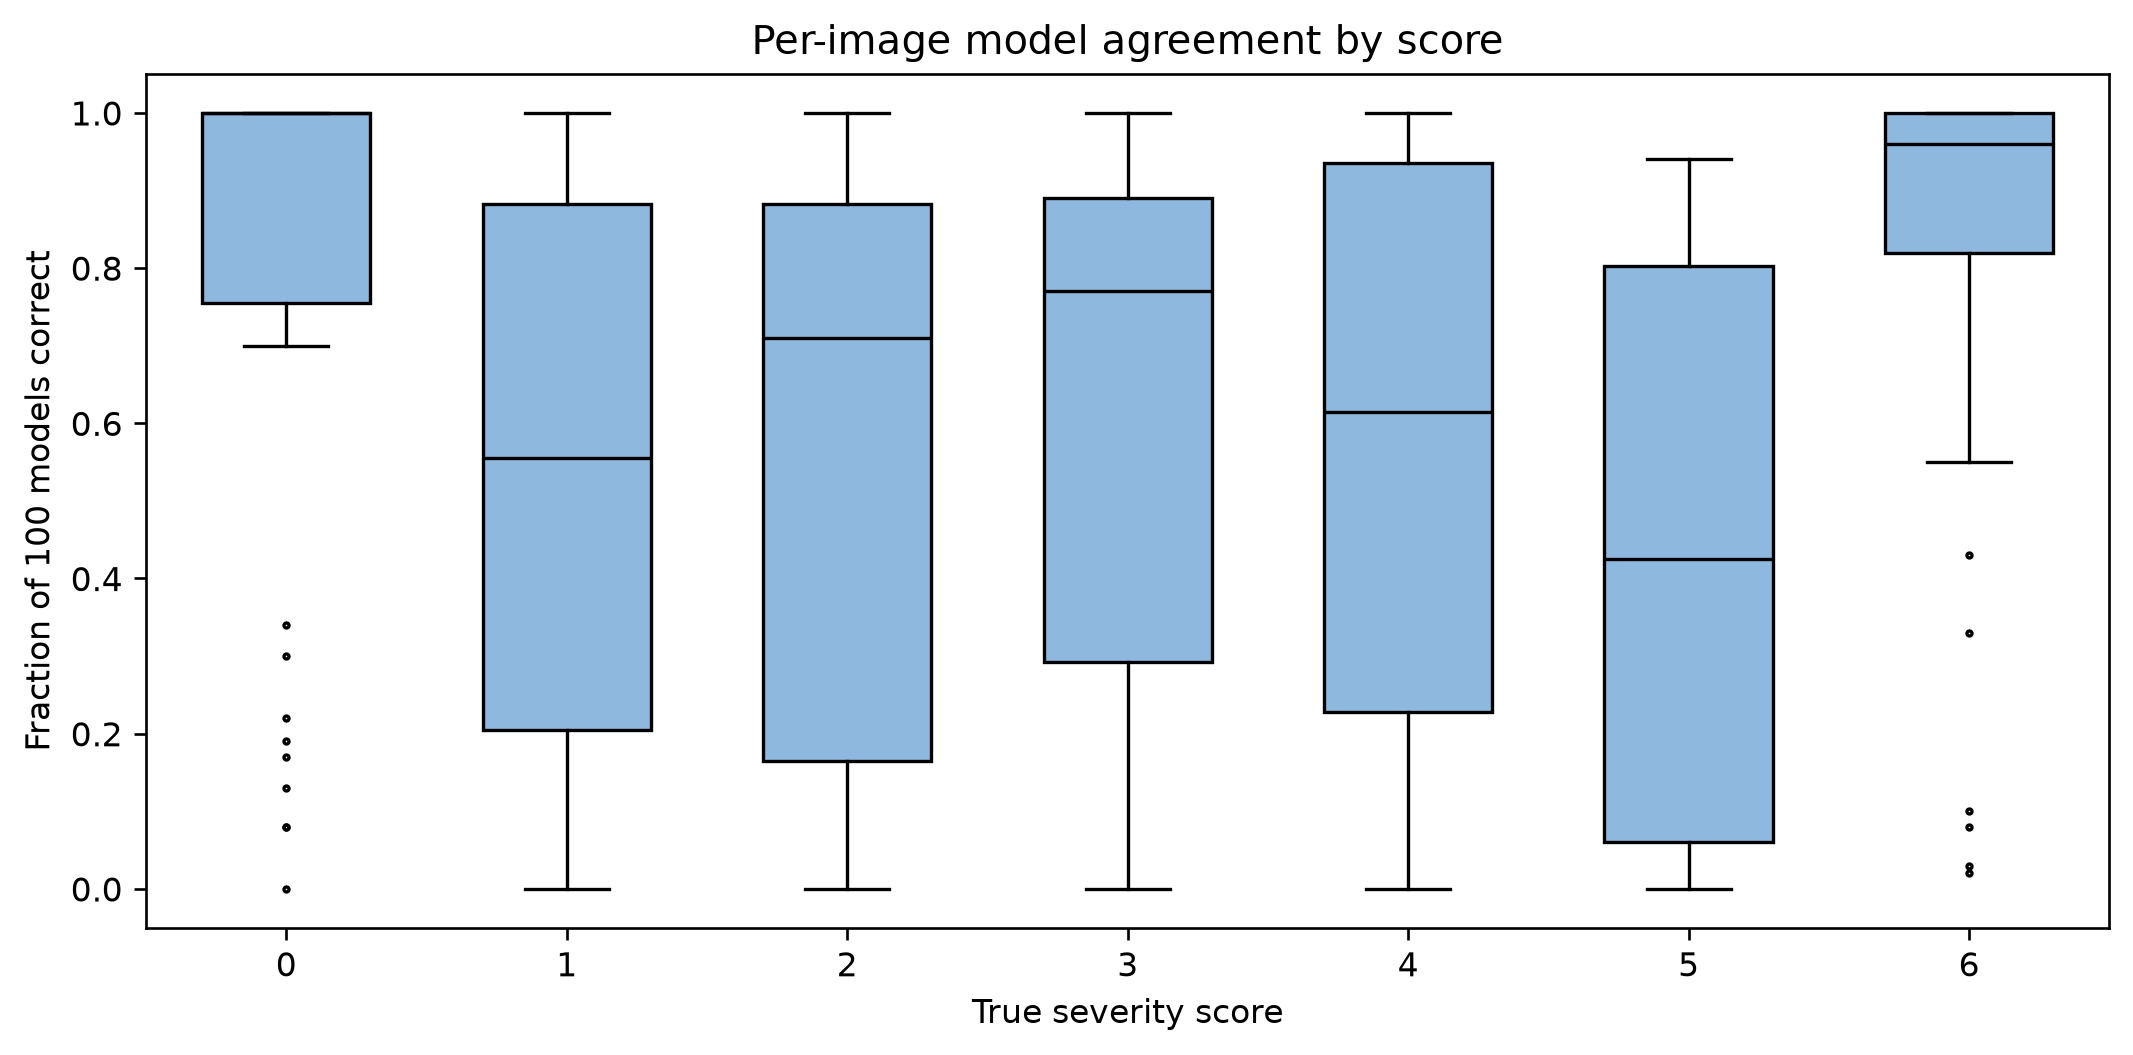 Per-image model agreement by score
Fraction of 100 models correct
1.0
0.8
0.6
0.4
0.2
0.0
0 1 2 3 4 5 6
True severity score